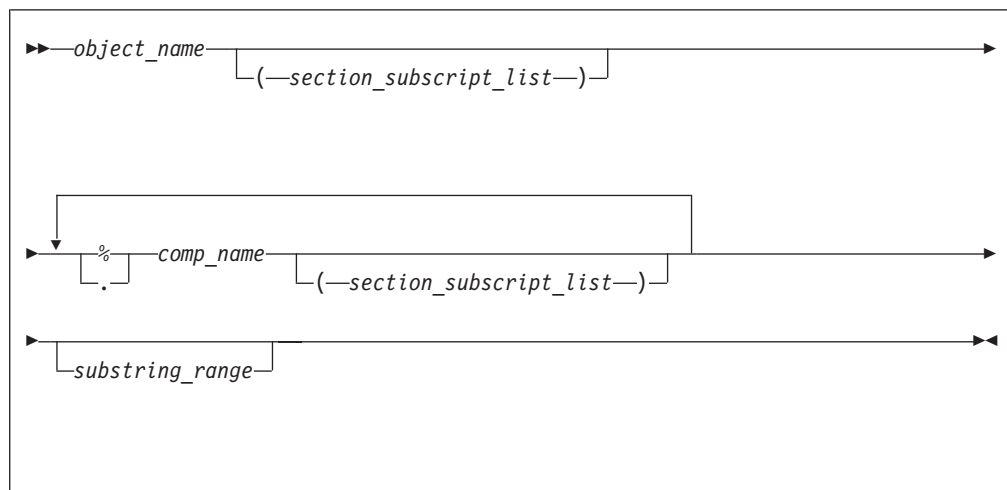 object_name
(section_subscript_list)
% comp_name
. (section_subscript_list)
substring_range